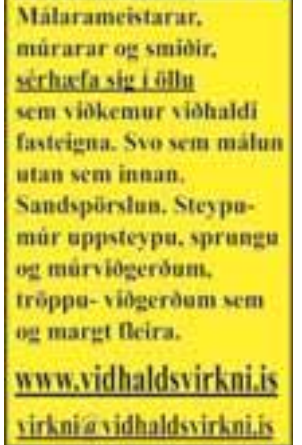 Málarameistarar,
múrarar og smiðir,
sérhæfa sig í öllu
sem viðkemur viðhaldi
fasteigna. Svo sem málun
utan sem innan.
Sandspörslun. Steypu-
múr uppsteypu, sprungu
og múrviðgerðum,
tröppu- viðgerðum sem
og margt fleira.
www.vidhaldsvirkni.is
virkni@vidhaldsvirkni.is